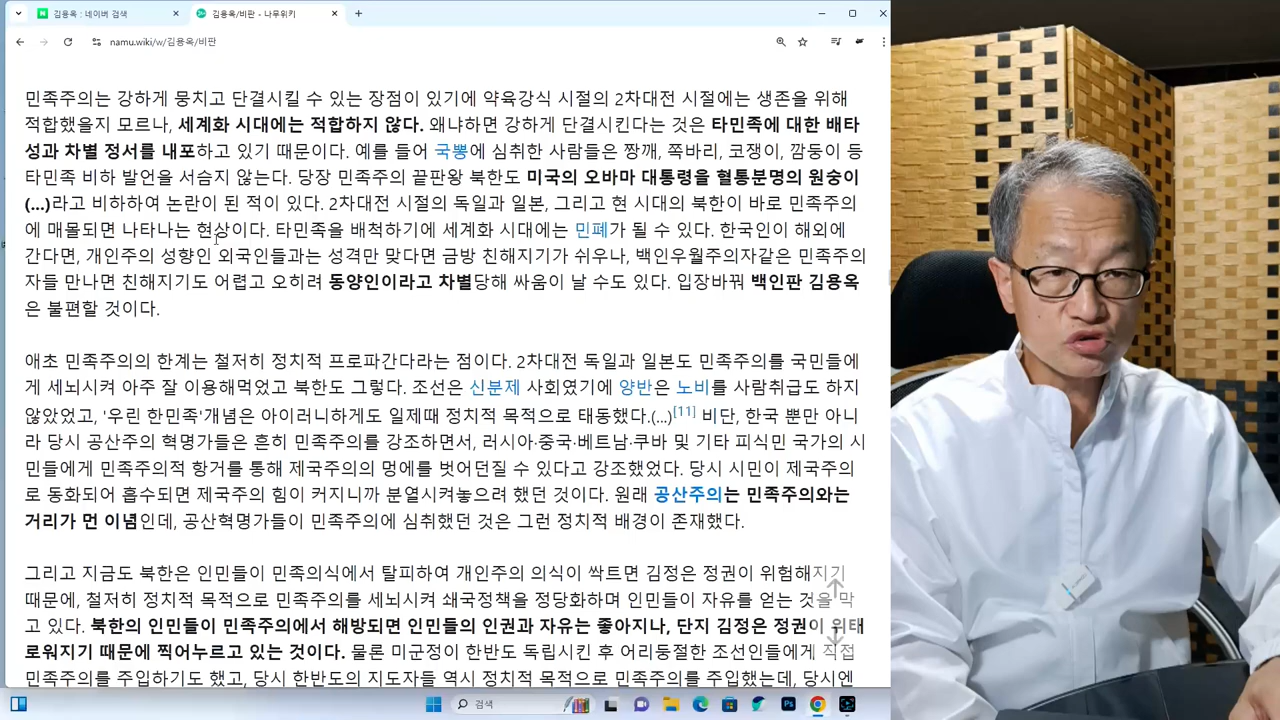 김용옥 : 네이버 검색
김용옥/비판 - 나무위키
namu.wiki/w/김용옥/비판
민족주의는 강하게 뭉치고 단결시킬 수 있는 장점이 있기에 약육강식 시절의 2차대전 시절에는 생존을 위해
적합했을지 모르나, 세계화 시대에는 적합하지 않다. 왜냐하면 강하게 단결시킨다는 것은 타민족에 대한 배타
성과 차별 정서를 내포하고 있기 때문이다. 예를 들어 국뽕에 심취한 사람들은 짱깨, 쪽바리, 코쟁이, 깜둥이 등
타민족 비하 발언을 서슴지 않는다. 당장 민족주의 끝판왕 북한도 미국의 오바마 대통령을 혈통분명의 원숭이
(...)라고 비하하여 논란이 된 적이 있다. 2차대전 시절의 독일과 일본, 그리고 현 시대의 북한이 바로 민족주의
에 매몰되면 나타나는 현상이다. 타민족을 배척하기에 세계화 시대에는 민폐가 될 수 있다. 한국인이 해외에
간다면, 개인주의 성향인 외국인들과는 성격만 맞다면 금방 친해지기가 쉬우나, 백인우월주의자같은 민족주의
자들 만나면 친해지기도 어렵고 오히려 동양인이라고 차별당해 싸움이 날 수도 있다. 입장바꿔 백인판 김용옥
은 불편할 것이다.
애초 민족주의의 한계는 철저히 정치적 프로파간다라는 점이다. 2차대전 독일과 일본도 민족주의를 국민들에
게 세뇌시켜 아주 잘 이용해먹었고 북한도 그렇다. 조선은 신분제 사회였기에 양반은 노비를 사람취급도 하지
않았었고, '우린 한민족'개념은 아이러니하게도 일제때 정치적 목적으로 태동했다.(...)[11] 비단, 한국 뿐만 아니
라 당시 공산주의 혁명가들은 흔히 민족주의를 강조하면서, 러시아·중국·베트남·쿠바 및 기타 피식민 국가의 시
민들에게 민족주의적 항거를 통해 제국주의의 멍에를 벗어던질 수 있다고 강조했었다. 당시 시민이 제국주의
로 동화되어 흡수되면 제국주의 힘이 커지니까 분열시켜놓으려 했던 것이다. 원래 공산주의는 민족주의와는
거리가 먼 이념인데, 공산혁명가들이 민족주의에 심취했던 것은 그런 정치적 배경이 존재했다.
그리고 지금도 북한은 인민들이 민족의식에서 탈피하여 개인주의 의식이 싹트면 김정은 정권이 위험해지기
때문에, 철저히 정치적 목적으로 민족주의를 세뇌시켜 쇄국정책을 정당화하며 인민들이 자유를 얻는 것을 막
고 있다. 북한의 인민들이 민족주의에서 해방되면 인민들의 인권과 자유는 좋아지나, 단지 김정은 정권이 위태
로워지기 때문에 찍어누르고 있는 것이다. 물론 미군정이 한반도 독립시킨 후 어리둥절한 조선인들에게 직접
민족주의를 주입하기도 했고, 당시 한반도의 지도자들 역시 정치적 목적으로 민족주의를 주입했는데, 당시엔
검색
Ps